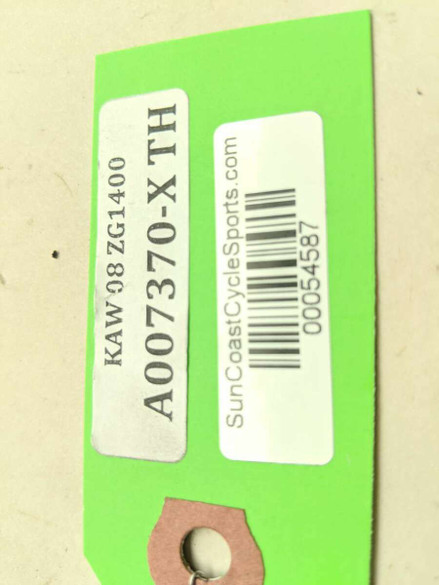 KAW 08 ZG1400
A007370-X TH
SunCoastCycleSports.com
00054587